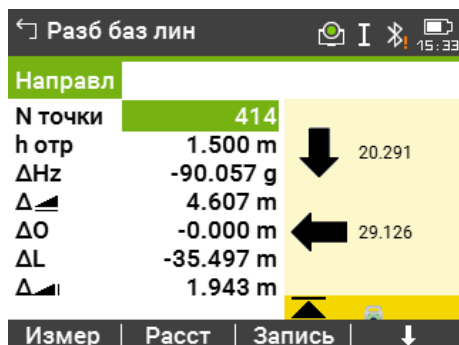 Разб баз лин 15:33
Направл
N точки 414
h отр 1.500 m
ΔHz -90.057 g
Δ 4.607 m
ΔO -0.000 m
ΔL -35.497 m
Δ 1.943 m
20.291
29.126
Измер Расст Запись